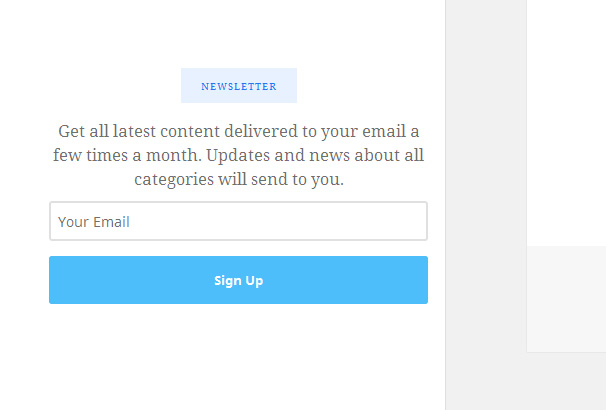 NEWSLETTER
Get all latest content delivered to your email a
few times a month. Updates and news about all
categories will send to you.
Your Email
Sign Up